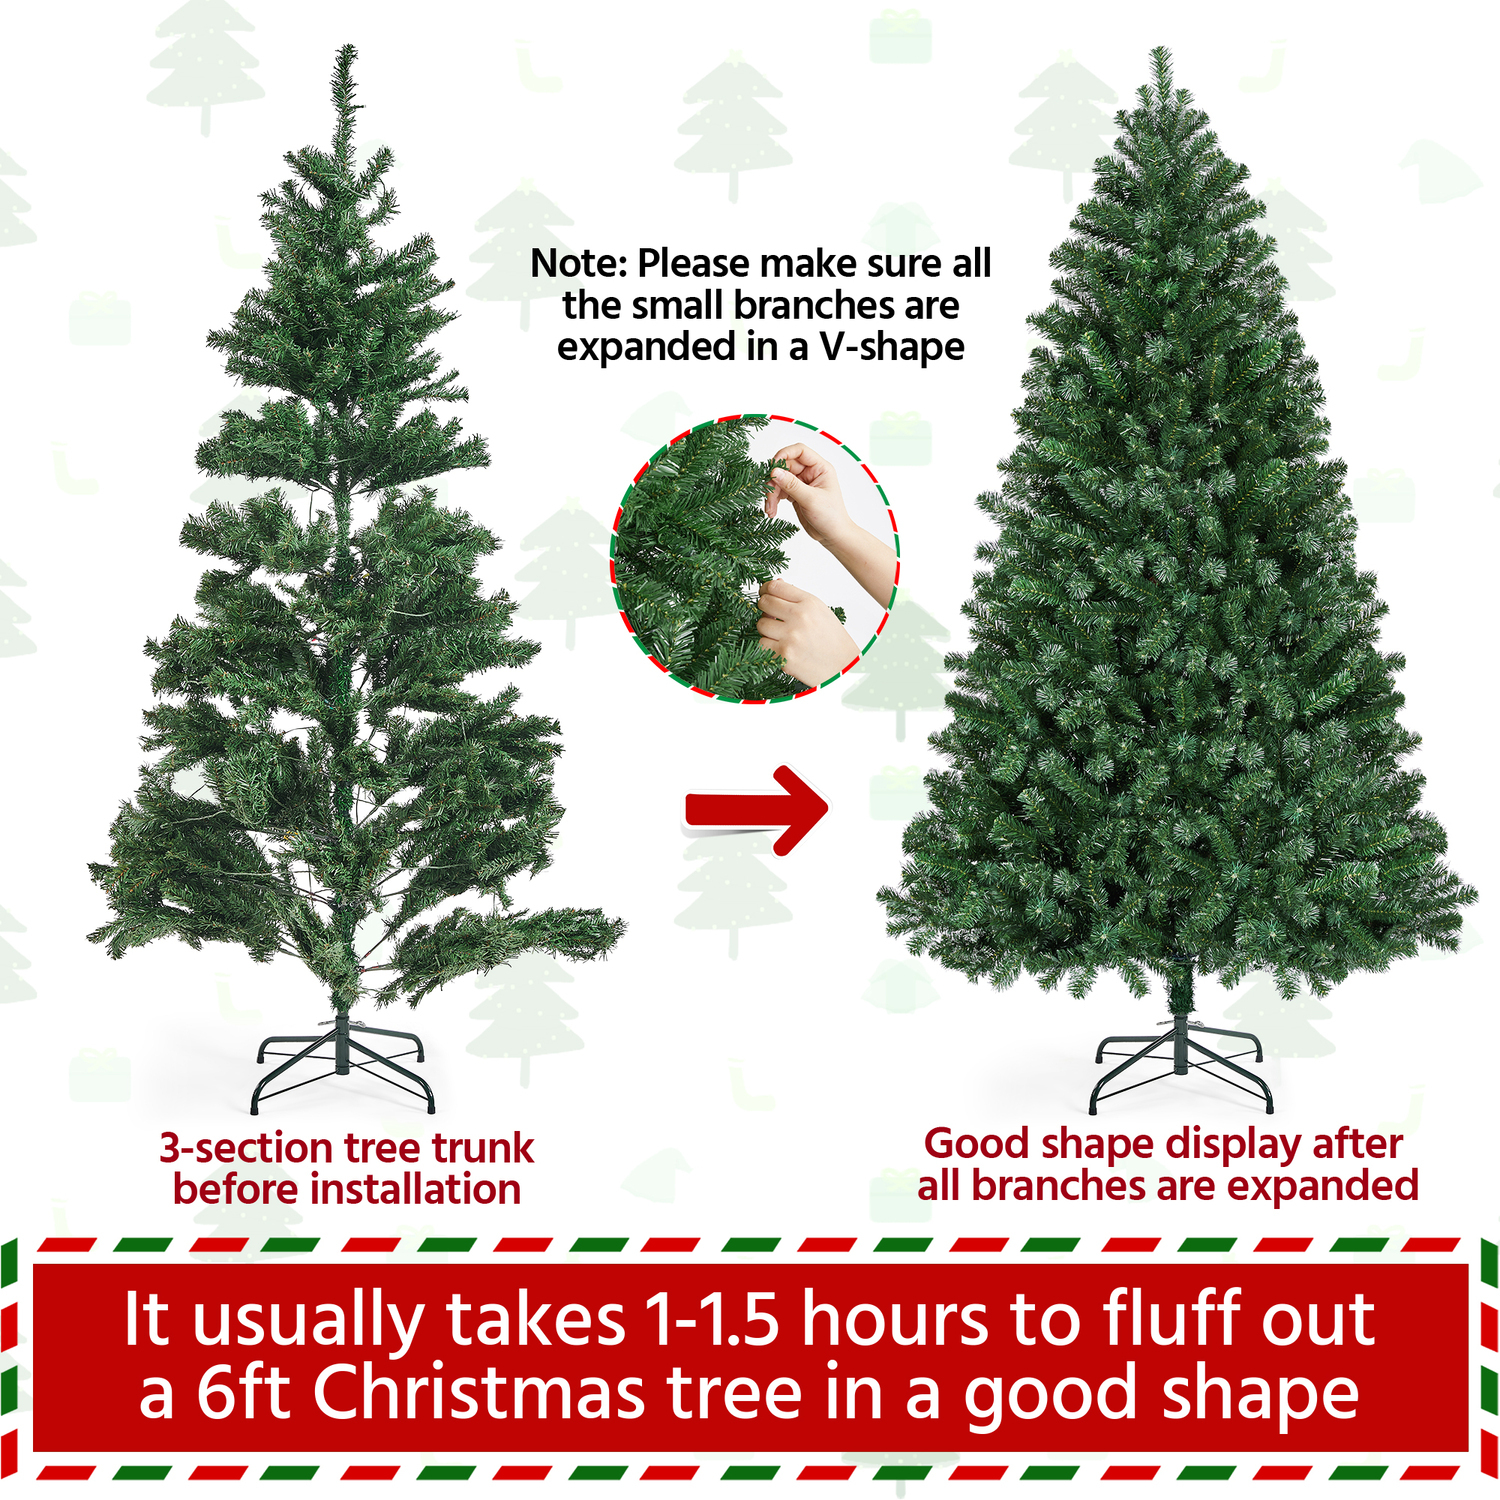 Note: Please make sure all
the small branches are
expanded in a V-shape
3-section tree trunk
before installation
Good shape display after
all branches are expanded
It usually takes 1-1.5 hours to fluff out
a 6ft Christmas tree in a good shape